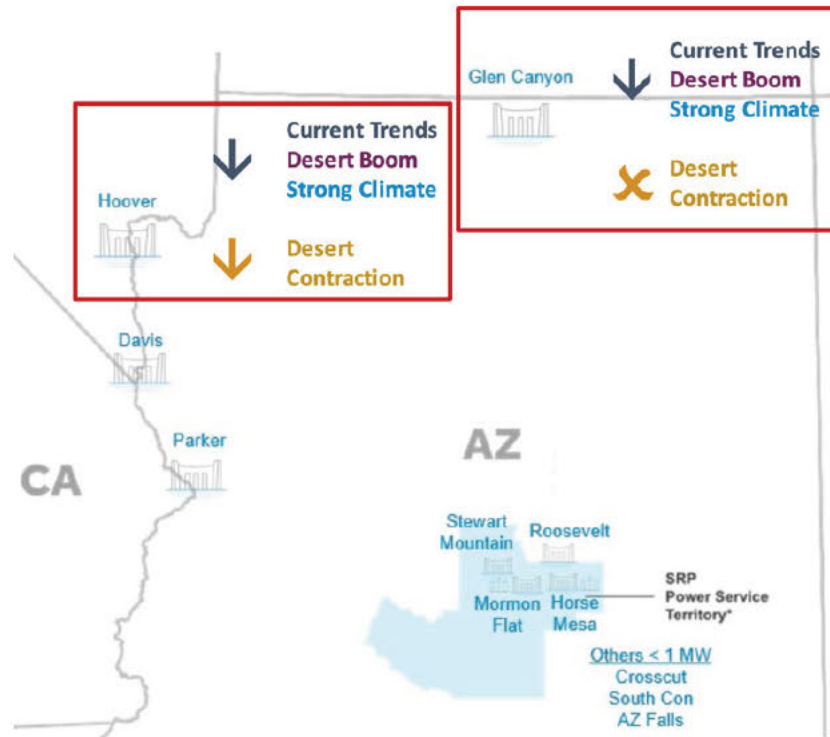 Glen Canyon
Current Trends
Desert Boom
Strong Climate
Desert
Contraction
Current Trends
Desert Boom
Strong Climate
Hoover
Desert
Contraction
Davis
Parker
CA
AZ
Stewart
Mountain
Roosevelt
Mormon
Flat
Horse
Mesa
SRP
Power Service
Territory*
Others < 1 MW
Crosscut
South Con
AZ Falls